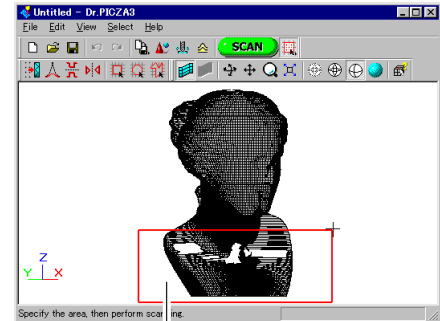 Untitled - Dr.PICZA3
File Edit View Select Help
SCAN
Z
Y X
Specify the area, then perform scanning.